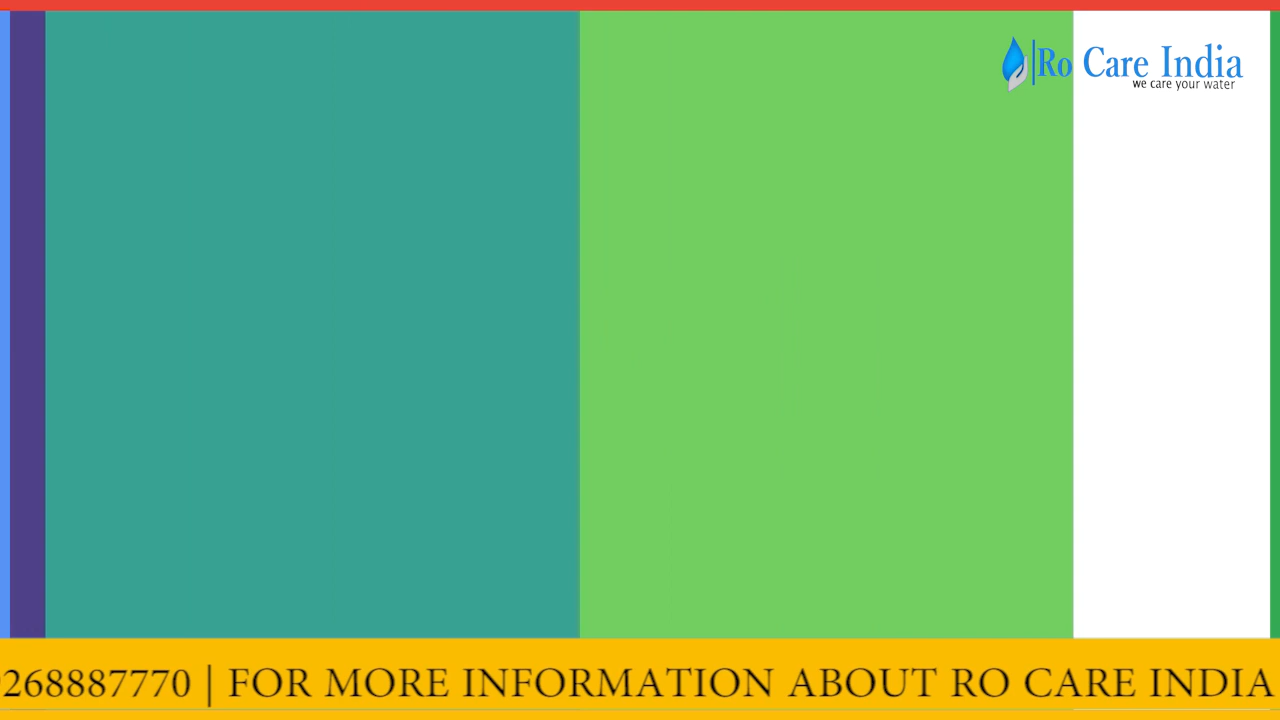 Ro Care India
we care your water
268887770 | FOR MORE INFORMATION ABOUT RO CARE INDIA